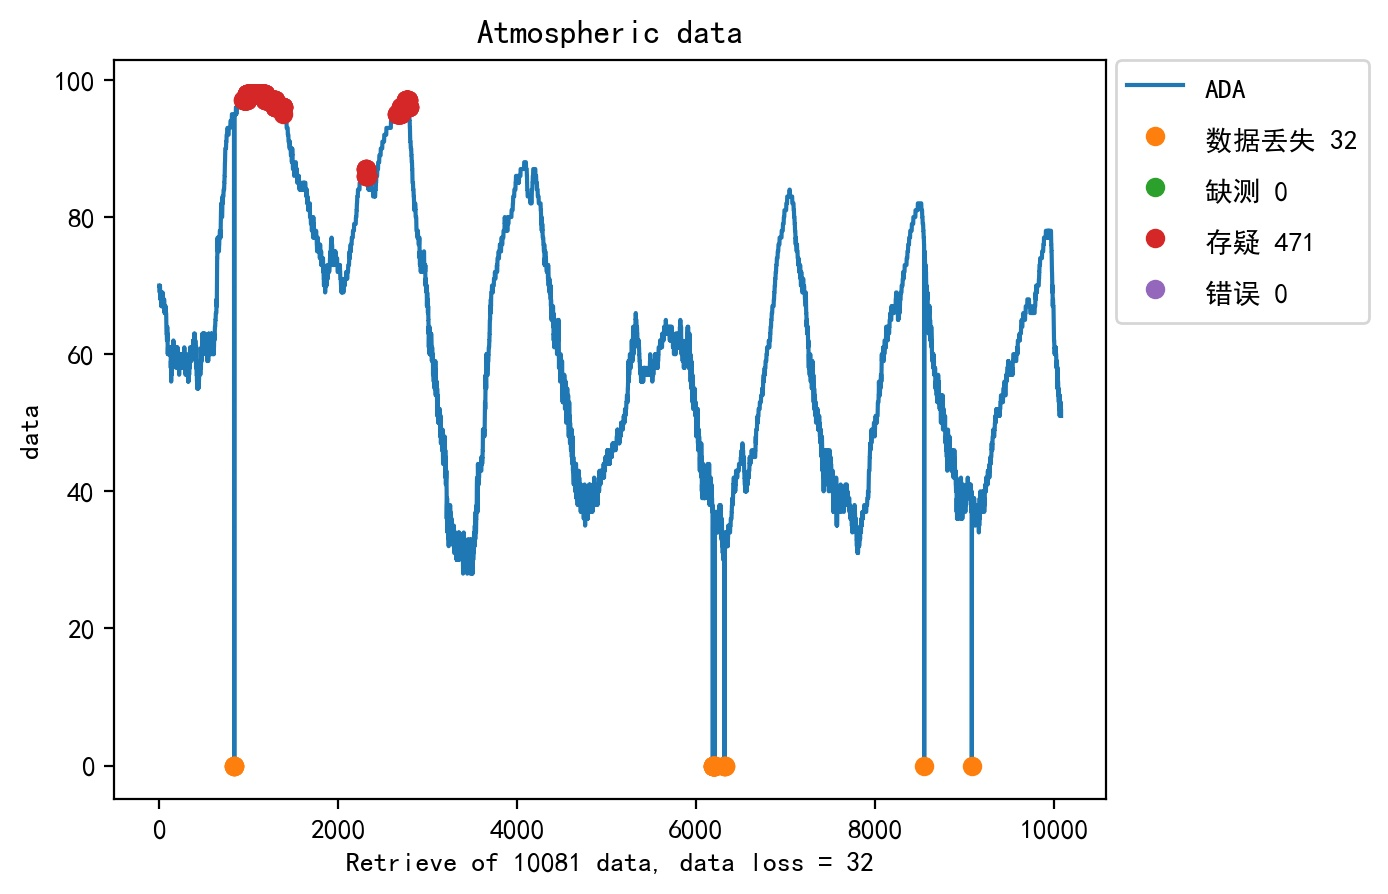 Atmospheric data
100
80
60
40
20
0
data
0 2000 4000 6000 8000 10000
Retrieve of 10081 data, data loss = 32
ADA
数据丢失 32
缺测 0
存疑 471
错误 0